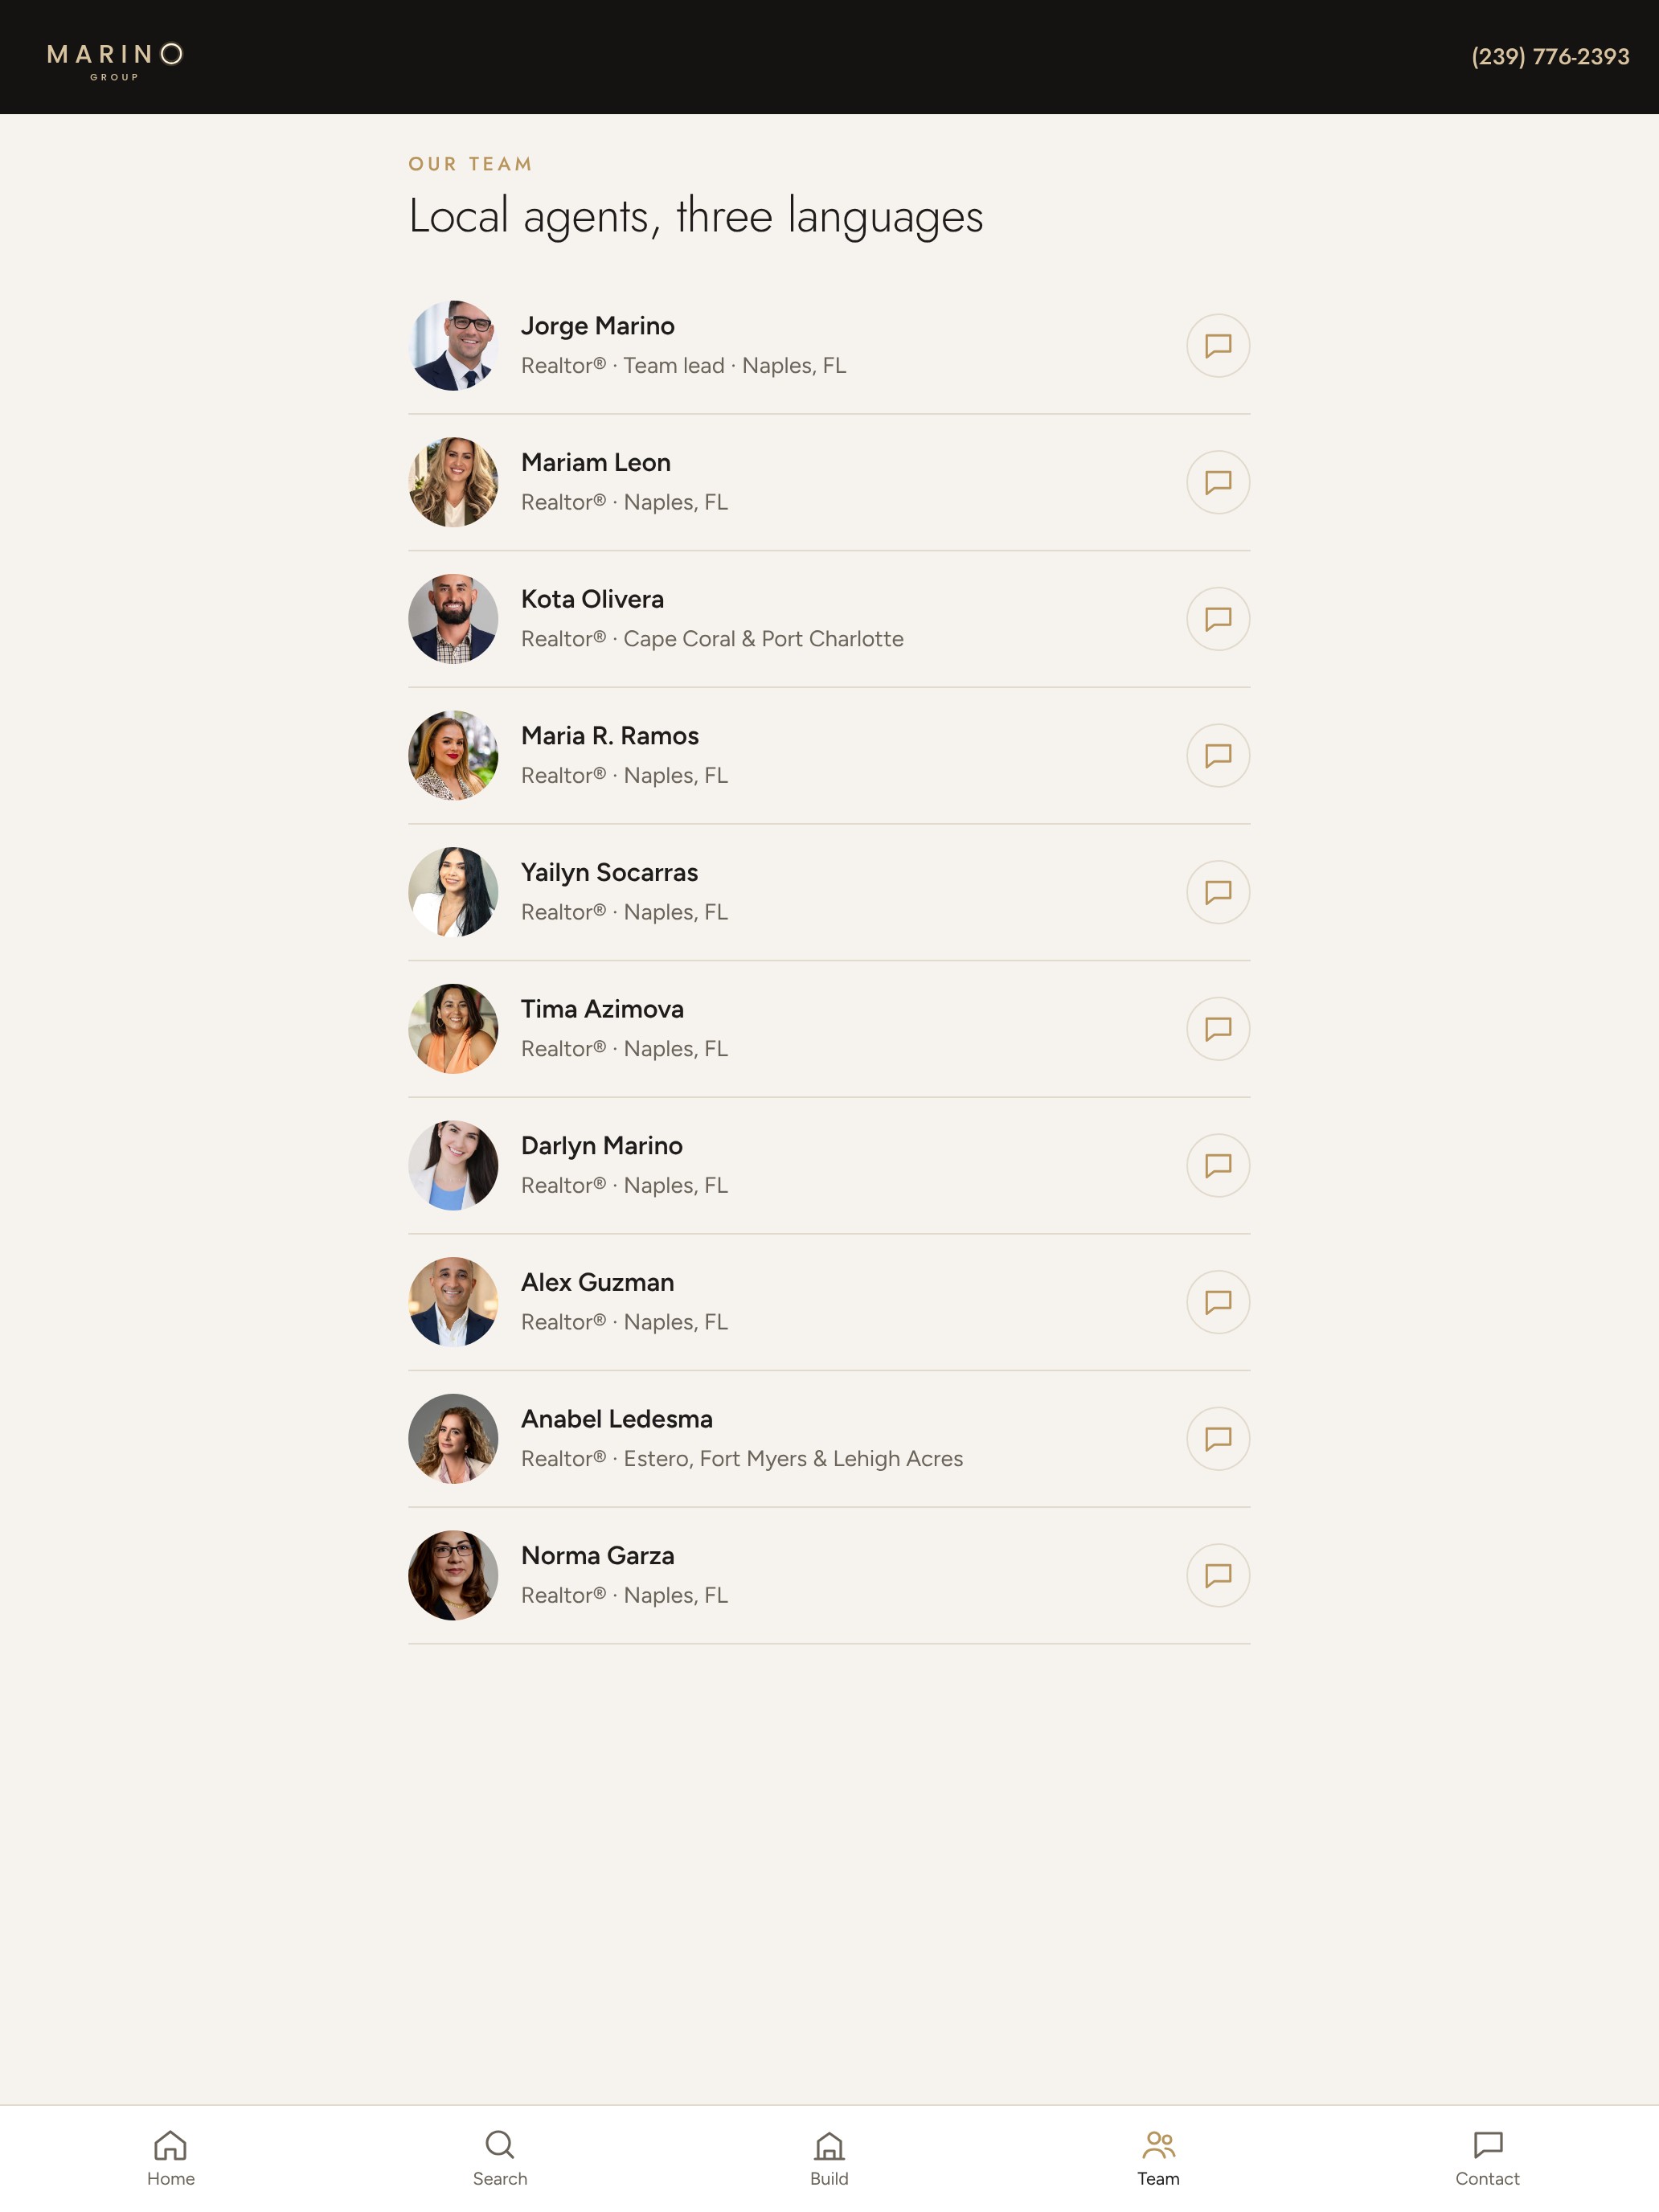 MARINO
GROUP
(239) 776-2393
OUR TEAM
Local agents, three languages
Jorge Marino
Realtor® · Team lead · Naples, FL
Mariam Leon
Realtor® · Naples, FL
Kota Olivera
Realtor® · Cape Coral & Port Charlotte
Maria R. Ramos
Realtor® · Naples, FL
Yailyn Socarras
Realtor® · Naples, FL
Tima Azimova
Realtor® · Naples, FL
Darlyn Marino
Realtor® · Naples, FL
Alex Guzman
Realtor® · Naples, FL
Anabel Ledesma
Realtor® · Estero, Fort Myers & Lehigh Acres
Norma Garza
Realtor® · Naples, FL
Home
Search
Build
Team
Contact